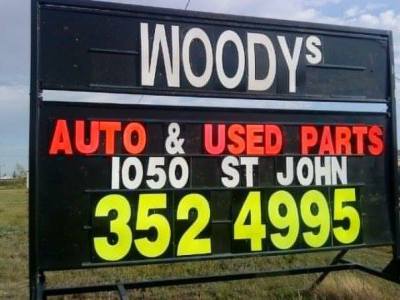 WOODYs
AUTO & USED PARTS
1050 ST JOHN
352 4995